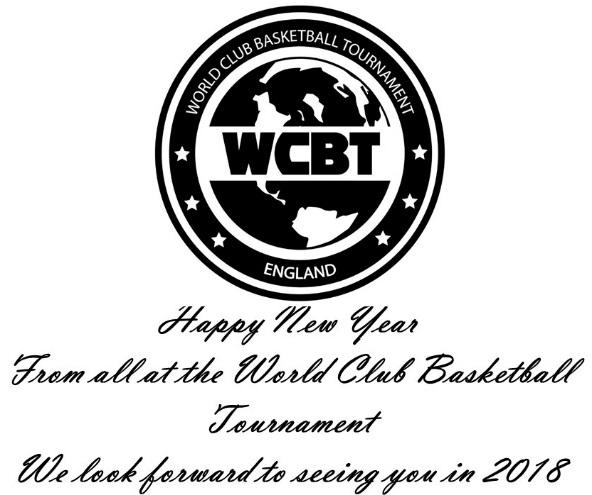 WORLD CLUB BASKETBALL TOURNAMENT
WCBT
ENGLAND
Happy New Year
From all at the World Club Basketball
Tournament
We look forward to seeing you in 2018